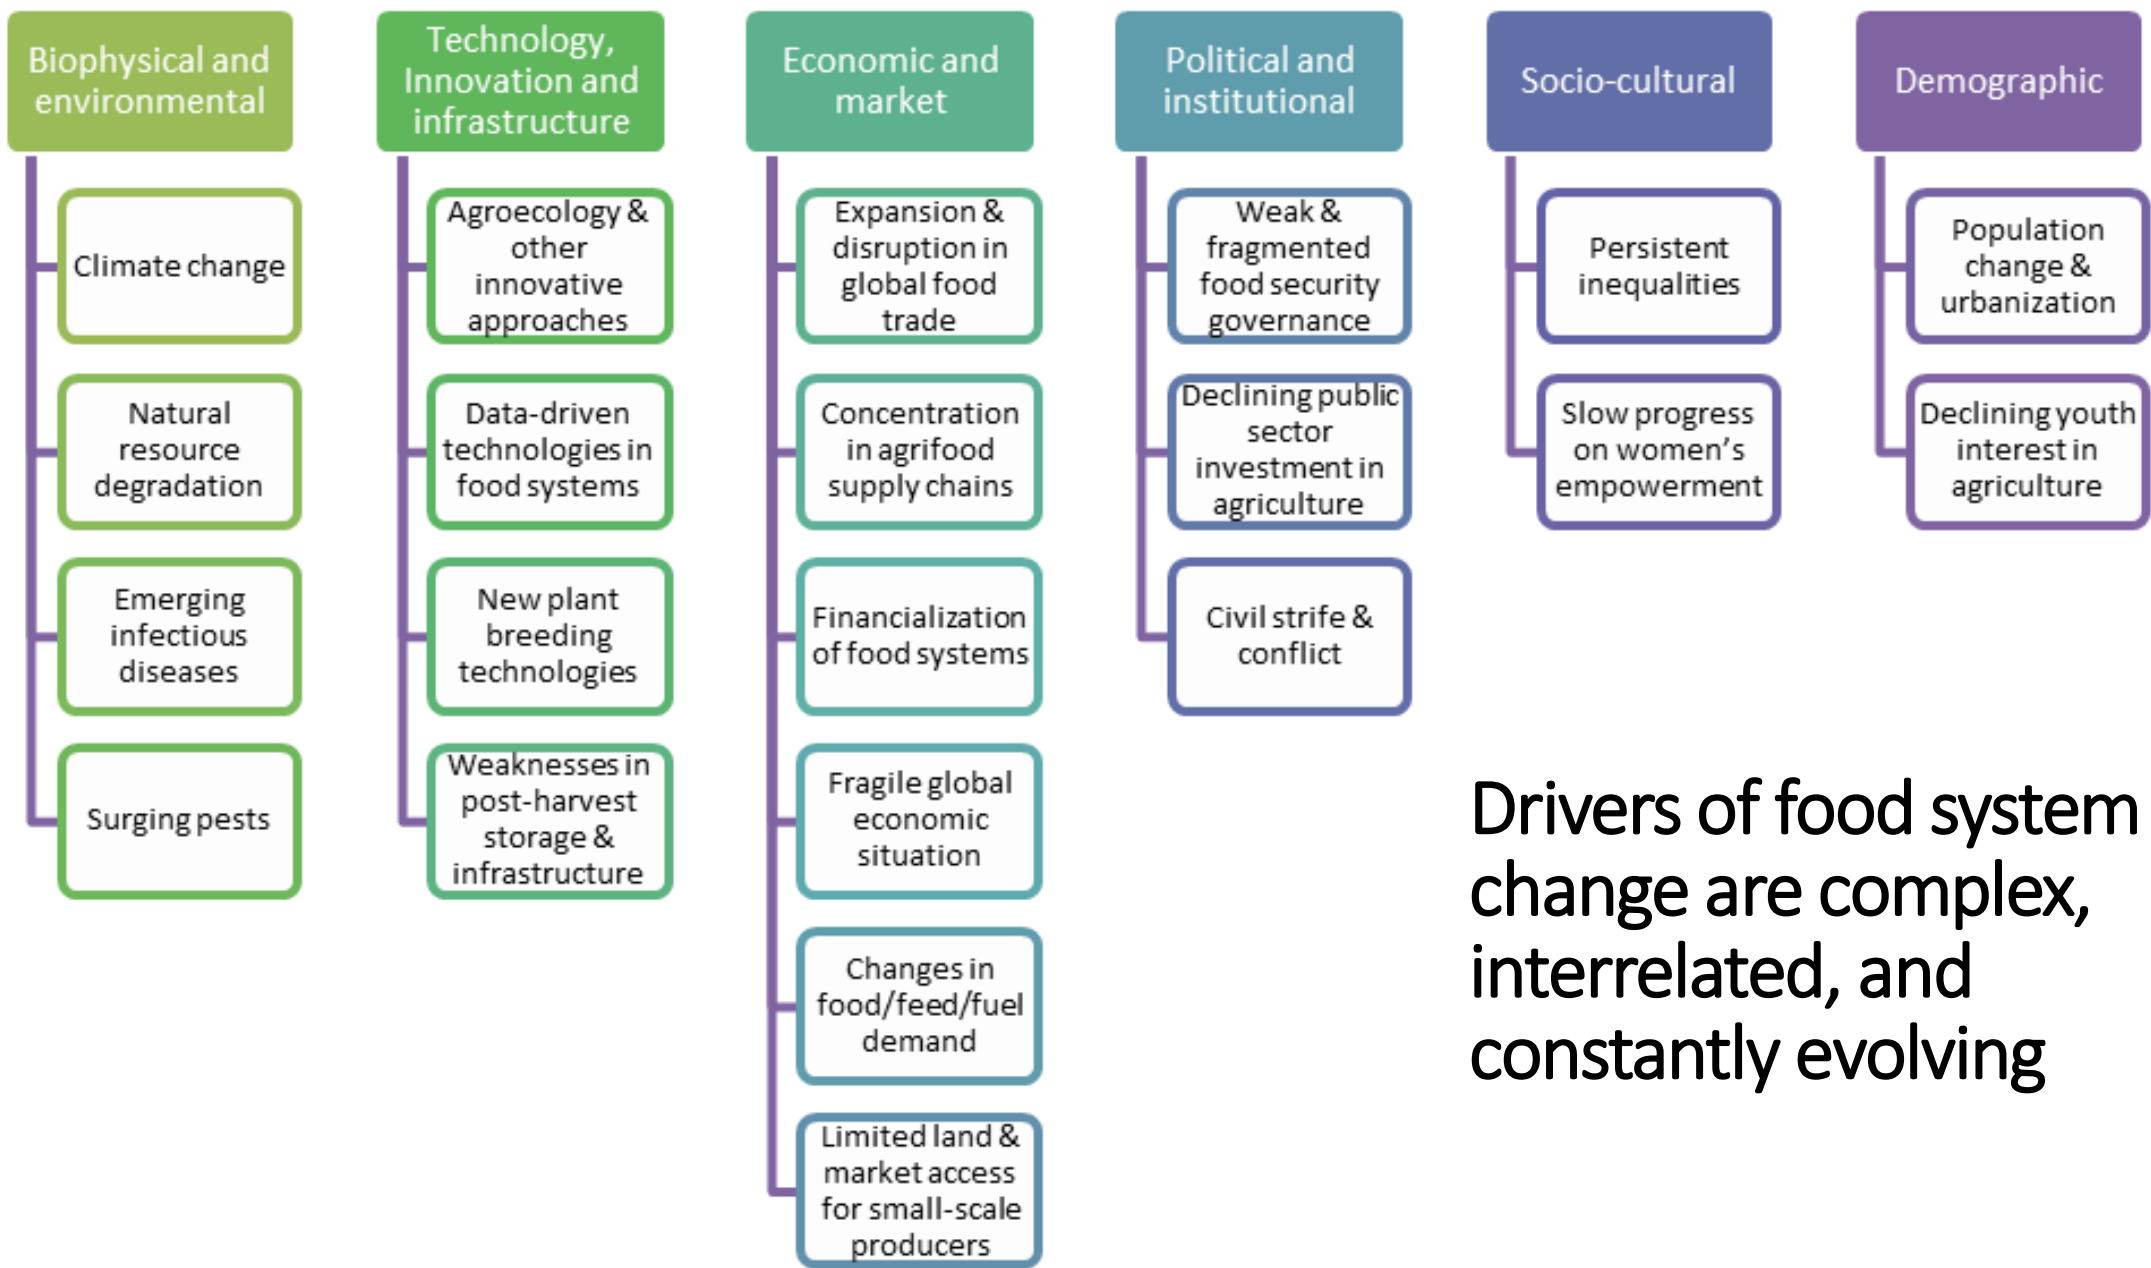 Biophysical and
environmental
Climate change
Natural
resource
degradation
Emerging
infectious
diseases
Surging pests
Technology,
Innovation and
infrastructure
Agroecology &
other
innovative
approaches
Data-driven
technologies in
food systems
New plant
breeding
technologies
Weaknesses in
post-harvest
storage &
infrastructure
Economic and
market
Expansion &
disruption in
global food
trade
Concentration
in agrifood
supply chains
Financialization
of food systems
Fragile global
economic
situation
Changes in
food/feed/fuel
demand
Limited land &
market access
for small-scale
producers
Political and
institutional
Weak &
fragmented
food security
governance
Declining public
sector
investment in
agriculture
Civil strife &
conflict
Socio-cultural
Persistent
inequalities
Slow progress
on women’s
empowerment
Demographic
Population
change &
urbanization
Declining youth
interest in
agriculture
Drivers of food system
change are complex,
interrelated, and
constantly evolving